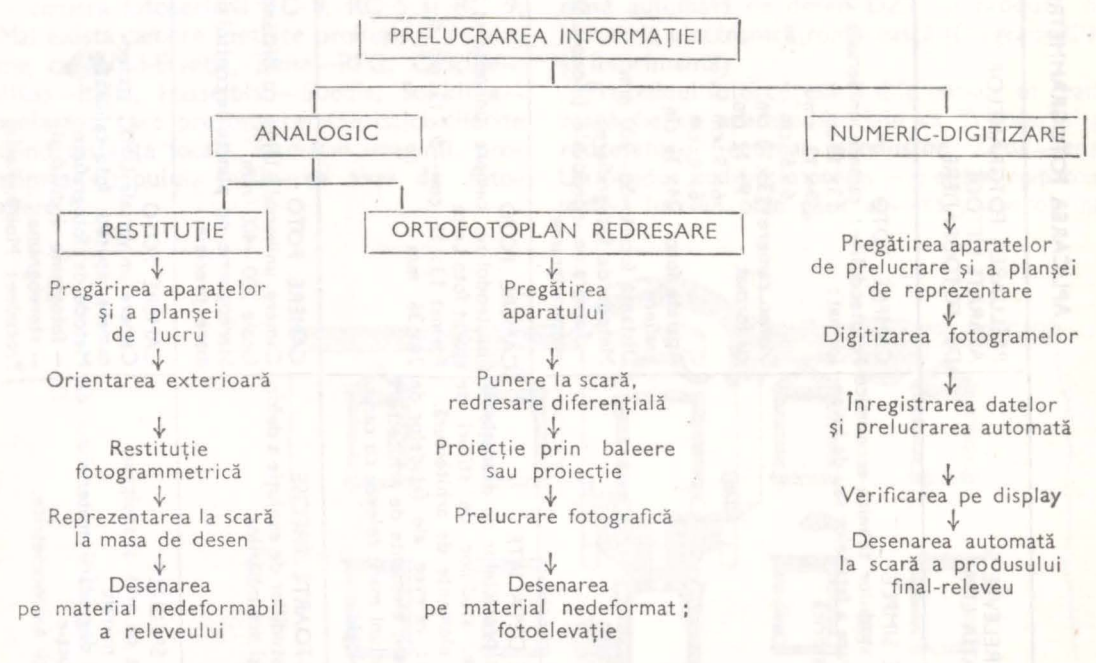 PRELUCRAREA INFORMAȚIEI
ANALOGIC
NUMERIC-DIGITIZARE
RESTITUȚIE
Pregărirea aparatelor
și a planșei
de lucru
Orientarea exterioară
Restituție
fotogrammetrică
Reprezentarea la scară
la masa de desen
Desenarea
pe material nedeformabil
a releveului
ORTOFOTOPLAN REDRESARE
Pregătirea
aparatului
Punere la scară,
redresare diferențială
Proiecție prin baleere
sau proiecție
Prelucrare fotografică
Desenarea
pe material nedeformat ;
fotoelevație
Pregătirea aparatelor
de prelucrare și a planșei
de reprezentare
Digitizarea fotogramelor
Înregistrarea datelor
și prelucrarea automată
Verificarea pe display
Desenarea automată
la scară a produsului
final-releveu